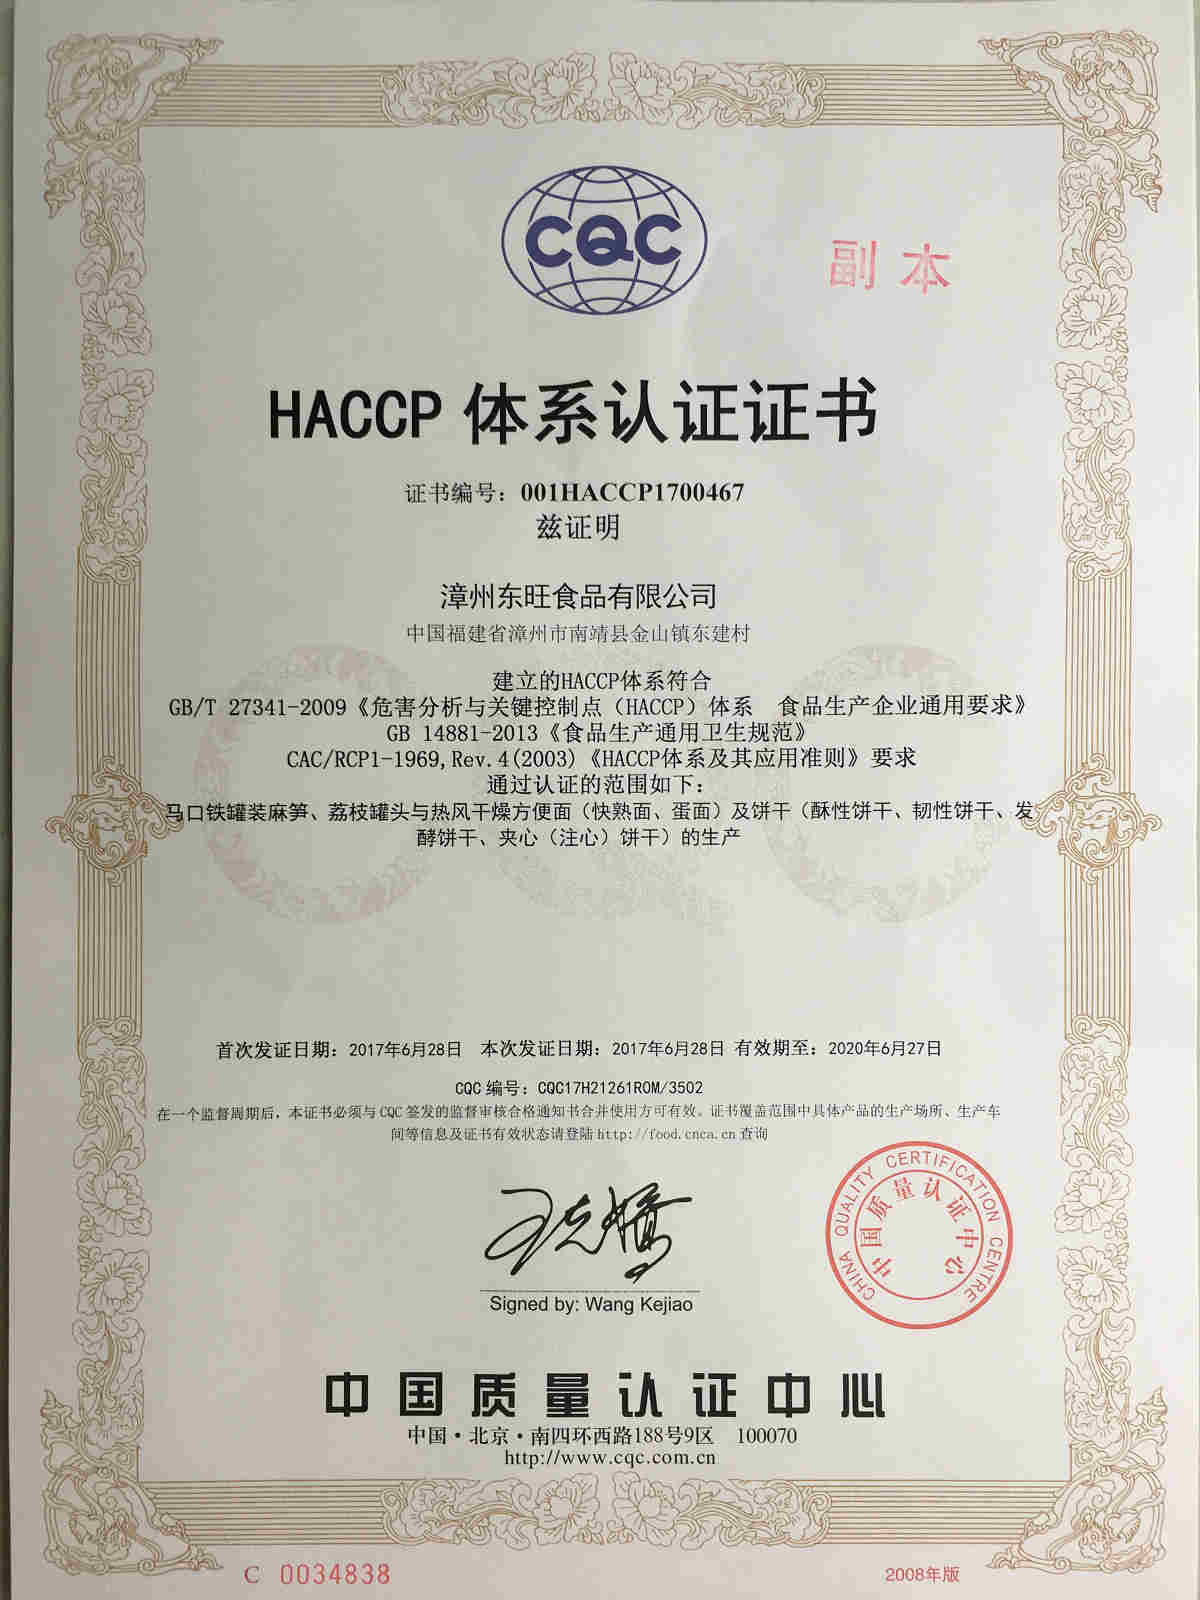 CQC
副本
HACCP 体系认证证书
证书编号：001HACCP1700467
兹证明
漳州东旺食品有限公司
中国福建省漳州市南靖县金山镇东建村
建立的HACCP体系符合
GB/T 27341-2009《危害分析与关键控制点（HACCP）体系　食品生产企业通用要求》
GB 14881-2013《食品生产通用卫生规范》
CAC/RCP1-1969,Rev.4(2003)《HACCP体系及其应用准则》要求
通过认证的范围如下：
马口铁罐装麻笋、荔枝罐头与热风干燥方便面（快熟面、蛋面）及饼干（酥性饼干、韧性饼干、发
酵饼干、夹心（注心）饼干）的生产
首次发证日期：2017年6月28日　本次发证日期：2017年6月28日 有效期至：2020年6月27日
CQC 编号：CQC17H21261R0M/3502
在一个监督周期后，本证书必须与 CQC 签发的监督审核合格通知书合并使用方可有效。证书覆盖范围中具体产品的生产场所、生产车
间等信息及证书有效状态请登陆 http://food.cnca.cn 查询
CHINA QUALITY CERTIFICATION CENTRE
中国质量认证中心
王克娇
Signed by: Wang Kejiao
中国质量认证中心
中国·北京·南四环西路188号9区　100070
http://www.cqc.com.cn
C 0034838
2008年版